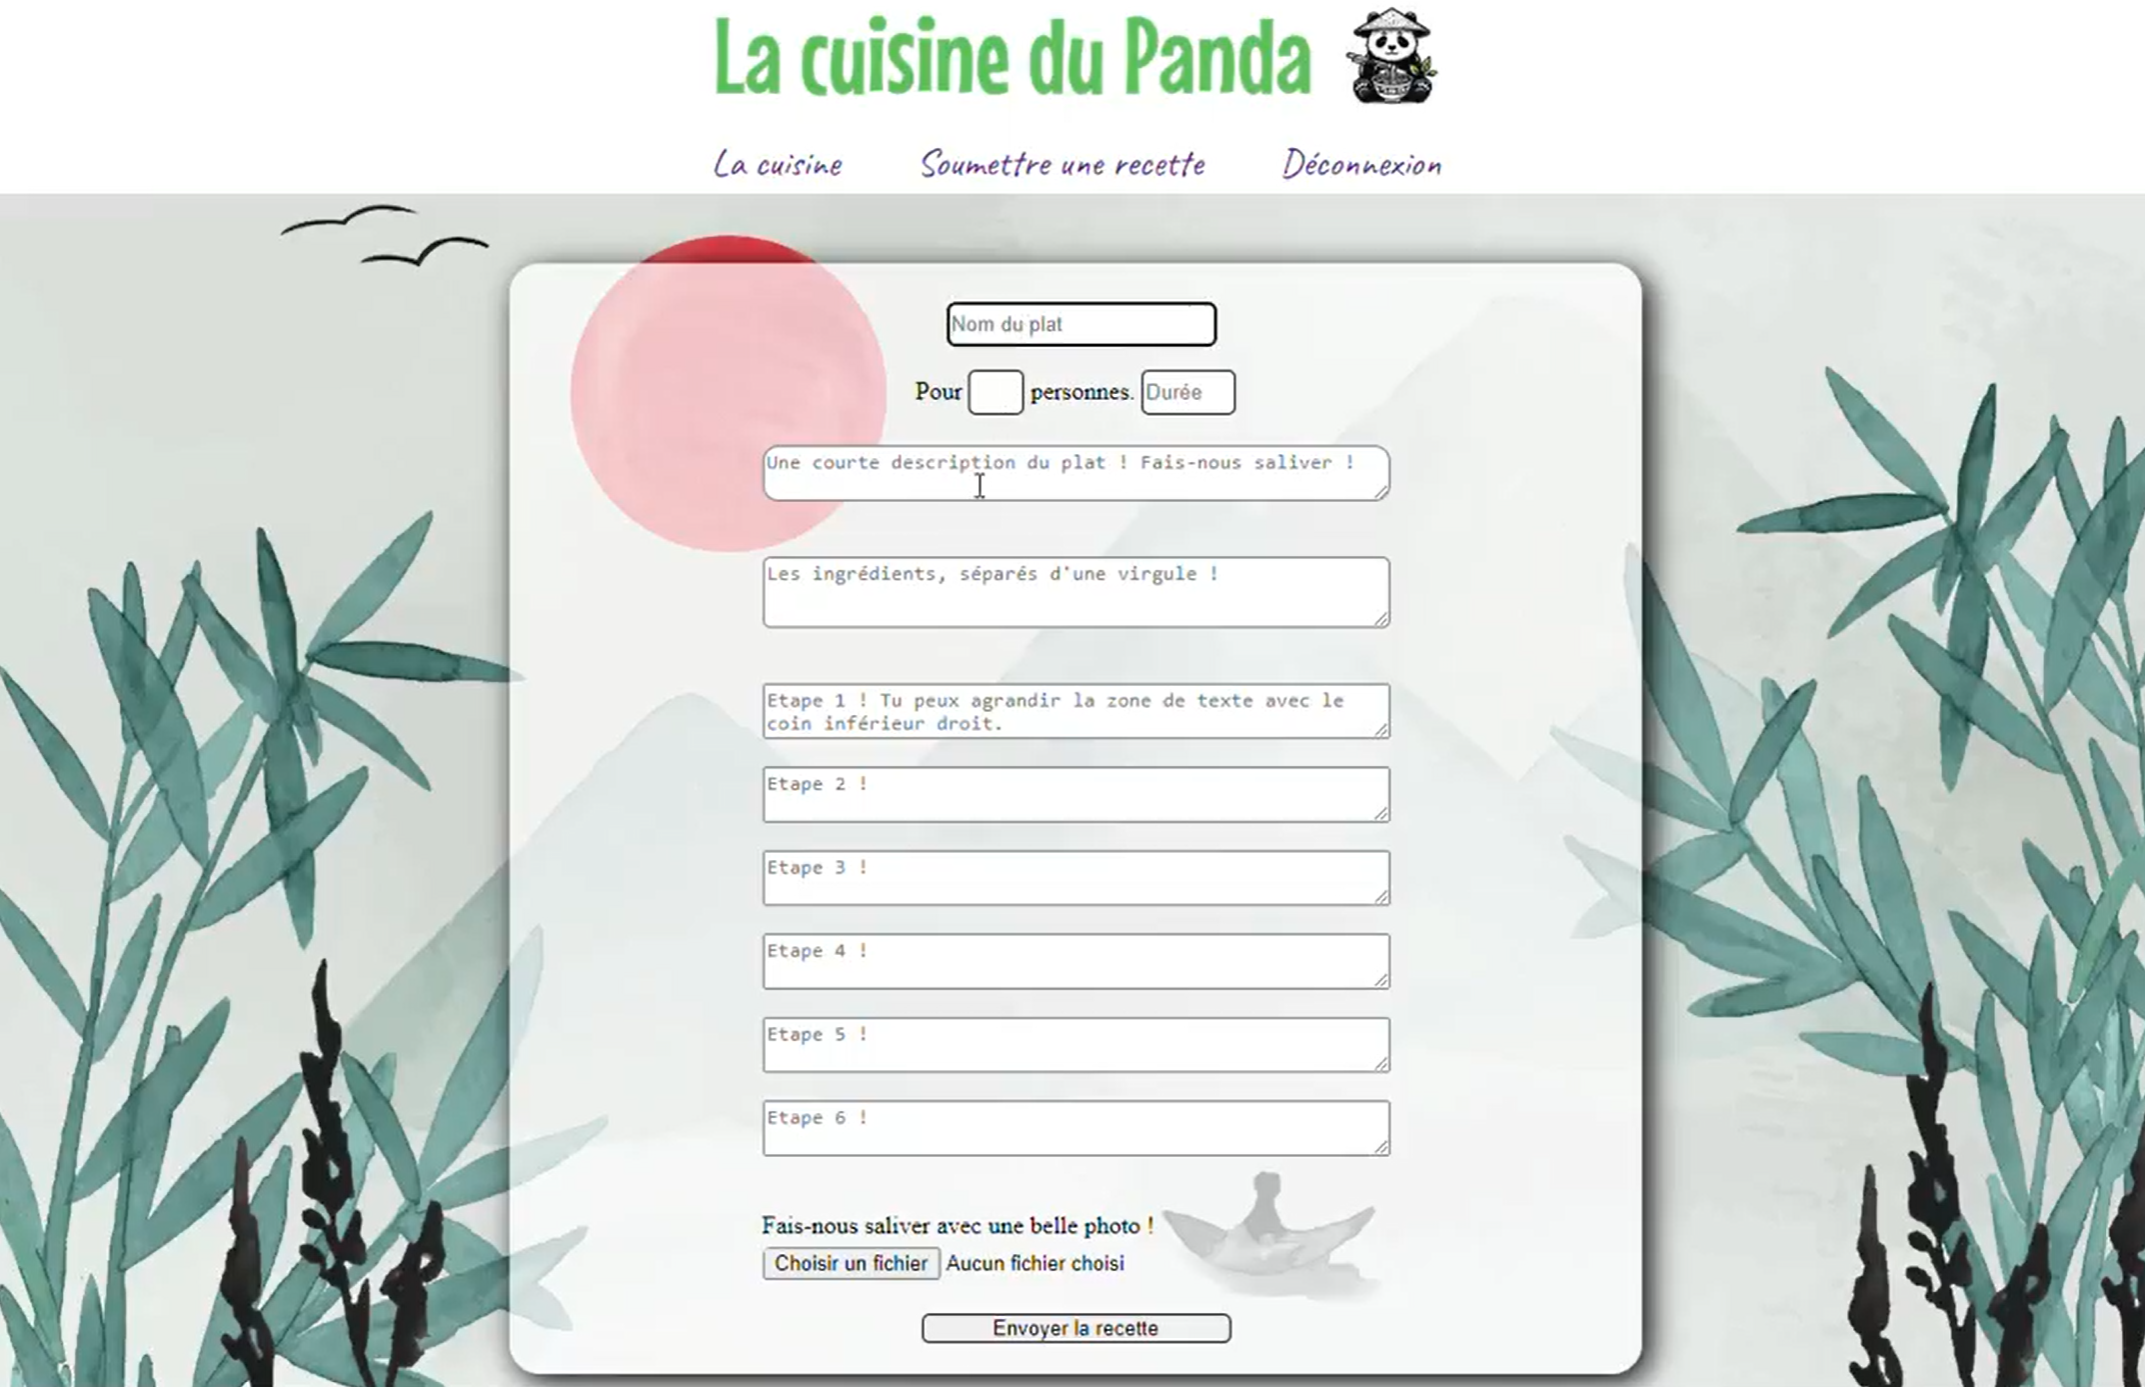 La cuisine du Panda
La cuisine Soumettre une recette Déconnexion
Nom du plat
Pour personnes. Durée
Une courte description du plat ! Fais-nous saliver !
Les ingrédients, séparés d'une virgule !
Etape 1 ! Tu peux agrandir la zone de texte avec le
coin inférieur droit.
Etape 2 !
Etape 3 !
Etape 4 !
Etape 5 !
Etape 6 !
Fais-nous saliver avec une belle photo !
Choisir un fichier Aucun fichier choisi
Envoyer la recette